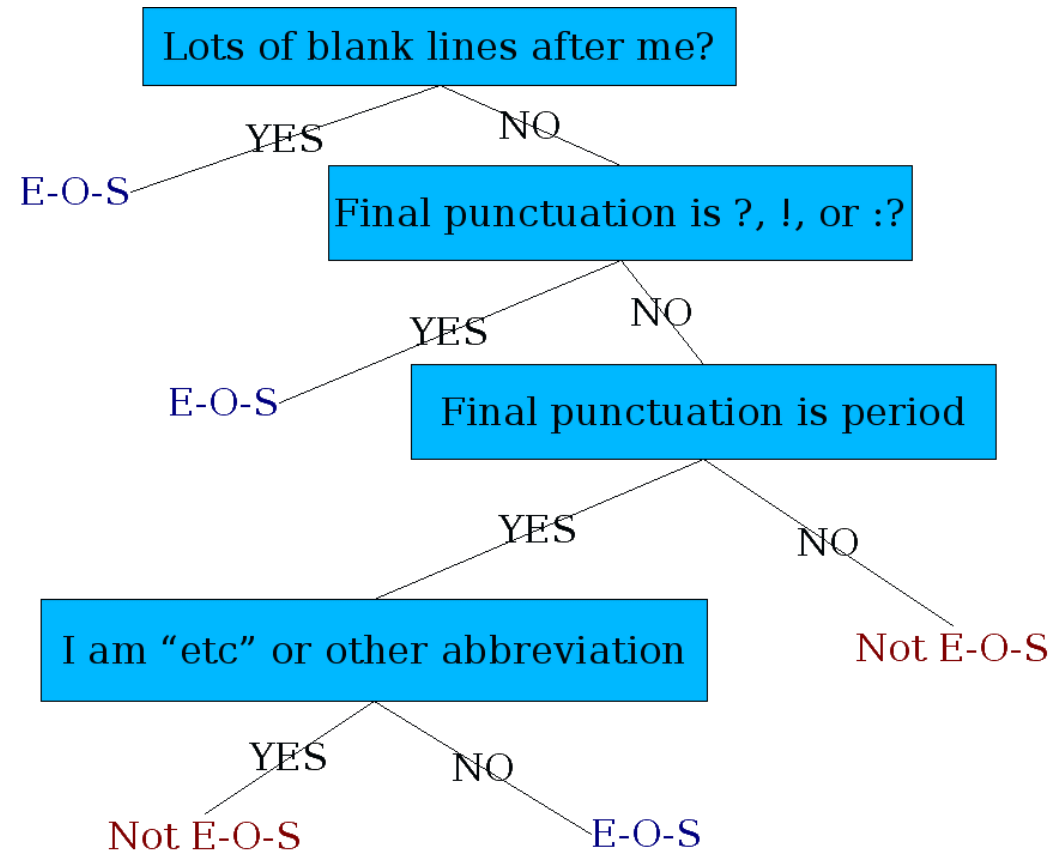 Lots of blank lines after me?
YES
NO
E-O-S
Final punctuation is ?, !, or :?
YES
NO
E-O-S
Final punctuation is period
YES
NO
I am “etc” or other abbreviation
Not E-O-S
YES
NO
Not E-O-S
E-O-S